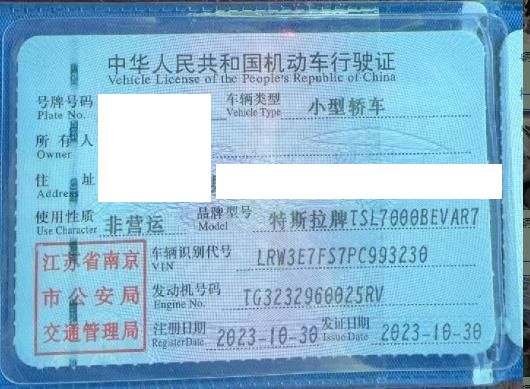 中华人民共和国机动车行驶证
Vehicle License of the People's Republic of China
号牌号码
Plate No.
车辆类型 小型轿车
Vehicle Type
所有人
Owner
住址
Address
使用性质 非营运
Use Character
品牌型号 特斯拉牌TSL7000BEVAR7
Model
江苏省南京
市公安局
交通管理局
车辆识别代号 LRW3E7FS7PC993230
VIN
发动机号码 TG3232960025RV
Engine No.
注册日期 2023-10-30
Register Date
发证日期 2023-10-30
Issue Date